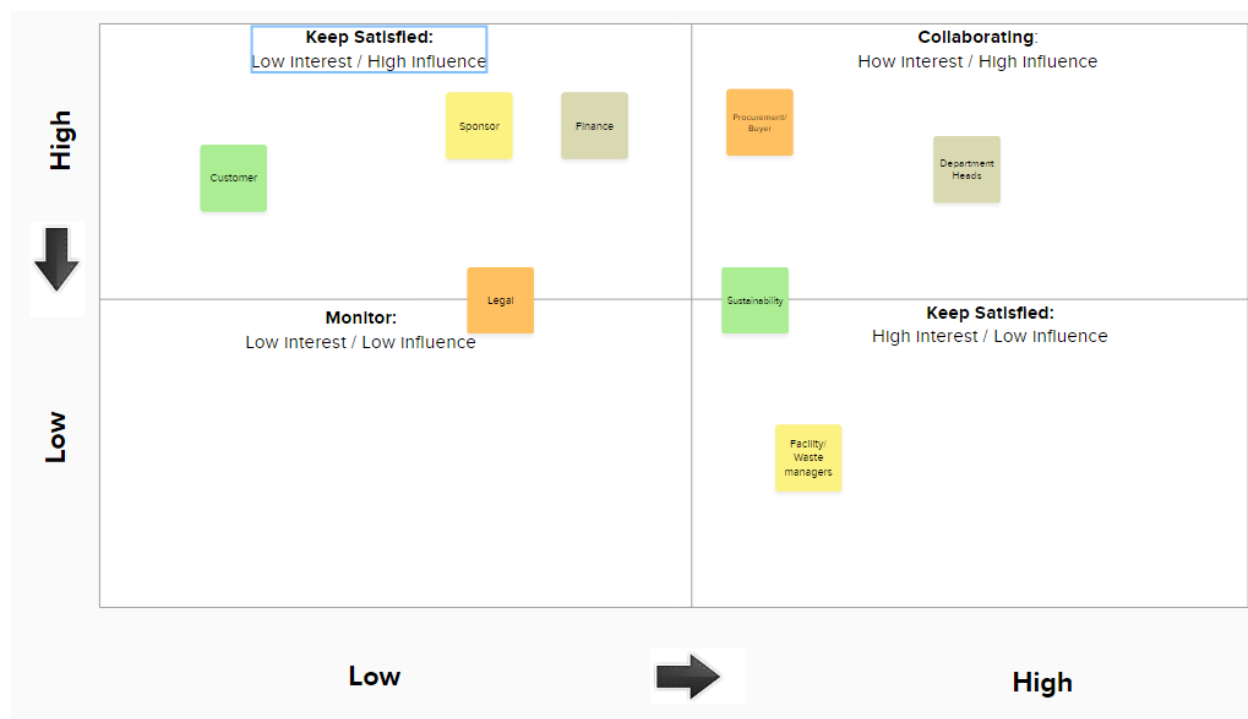 Keep Satisfied:
Low Interest / High Influence
Collaborating:
How Interest / High Influence
High
Sponsor
Finance
Procurement/
Buyer
Customer
Department
Heads
Legal
Sustainability
Monitor:
Low Interest / Low Influence
Keep Satisfied:
High Interest / Low Influence
Low
Facility/
Waste
managers
Low
High